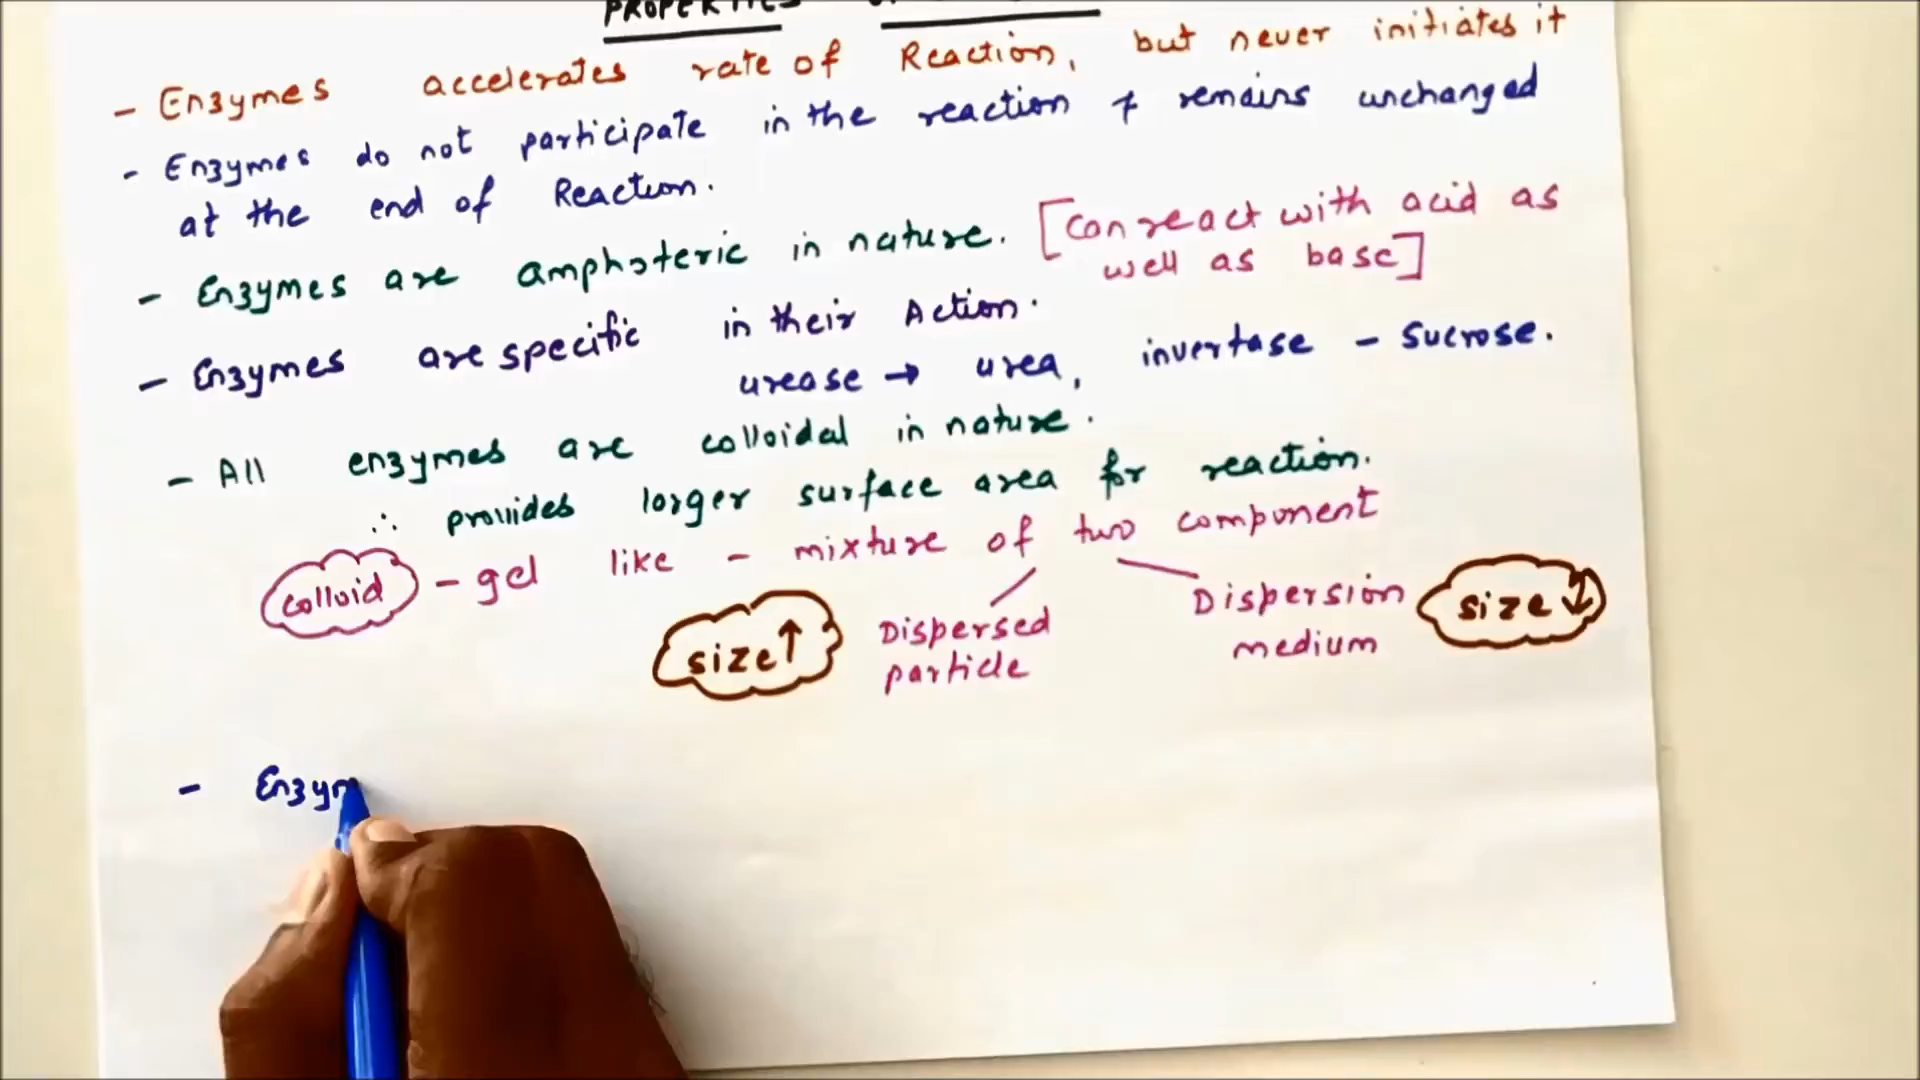 PROPERTIES
- Enzymes accelerates rate of Reaction, but never initiates it
- Enzymes do not participate in the reaction & remains unchanged
at the end of Reaction.
- Enzymes are amphoteric in nature. [Can react with acid as
well as base]
- Enzymes are specific in their Action.
urease → urea, invertase - Sucrose.
- All enzymes are colloidal in nature.
∴ provides larger surface area for reaction.
colloid - gel like - mixture of two component
size↑ Dispersed particle
Dispersion medium size↓
- Enzym